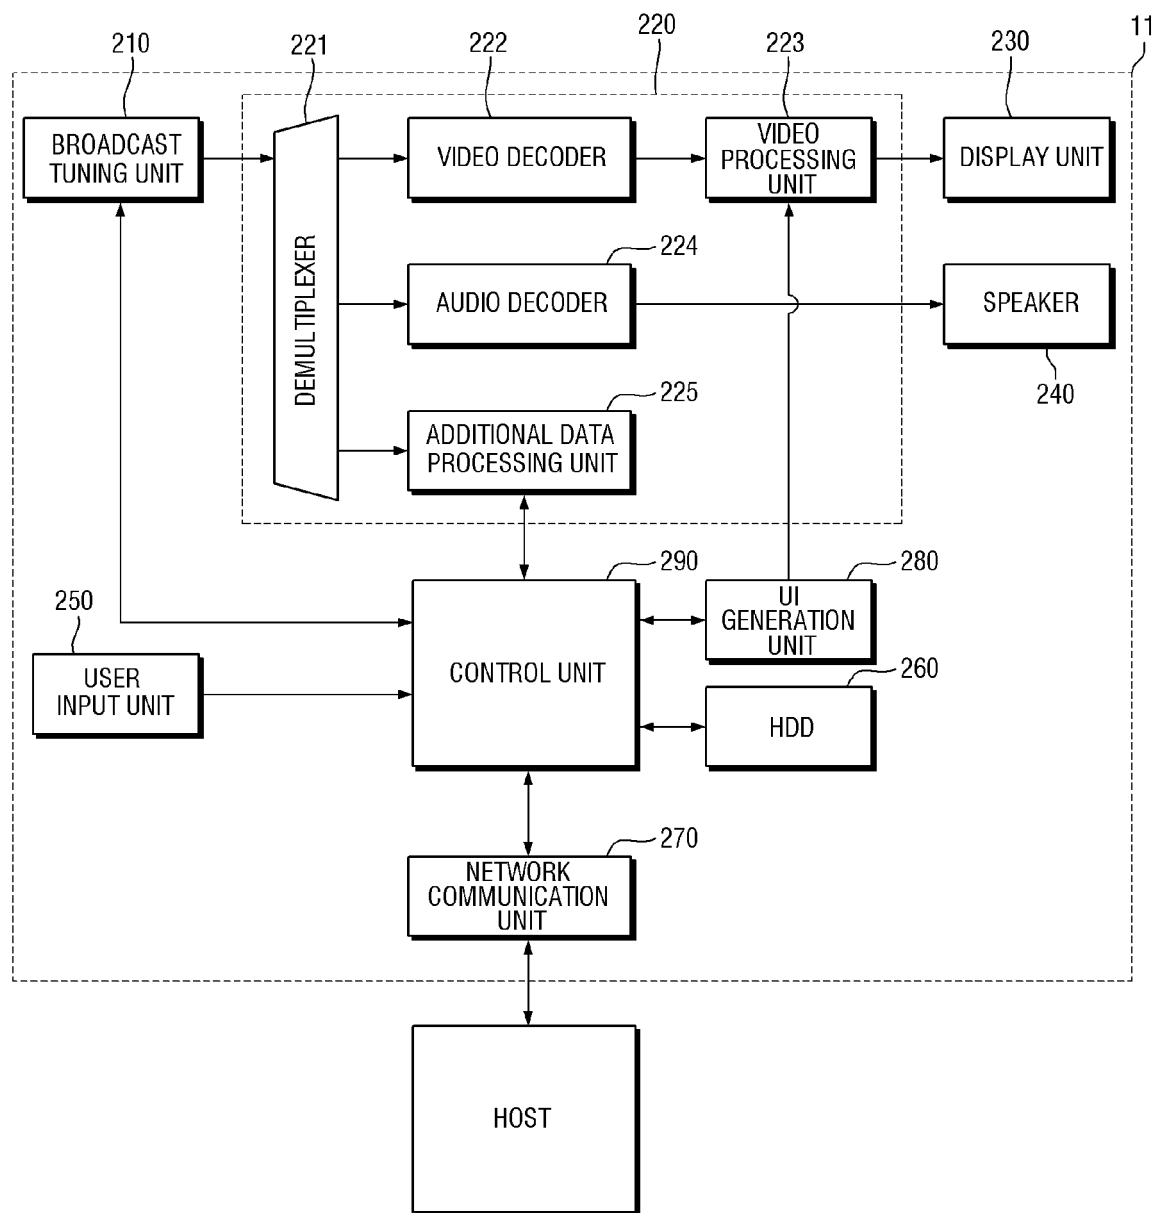 11
210
221
222
220
223
230
BROADCAST
TUNING UNIT
DEMULTIPLEXER
VIDEO DECODER
VIDEO
PROCESSING
UNIT
DISPLAY UNIT
224
AUDIO DECODER
SPEAKER
240
225
ADDITIONAL DATA
PROCESSING UNIT
290
CONTROL UNIT
280
UI
GENERATION
UNIT
250
USER
INPUT UNIT
260
HDD
270
NETWORK
COMMUNICATION
UNIT
HOST